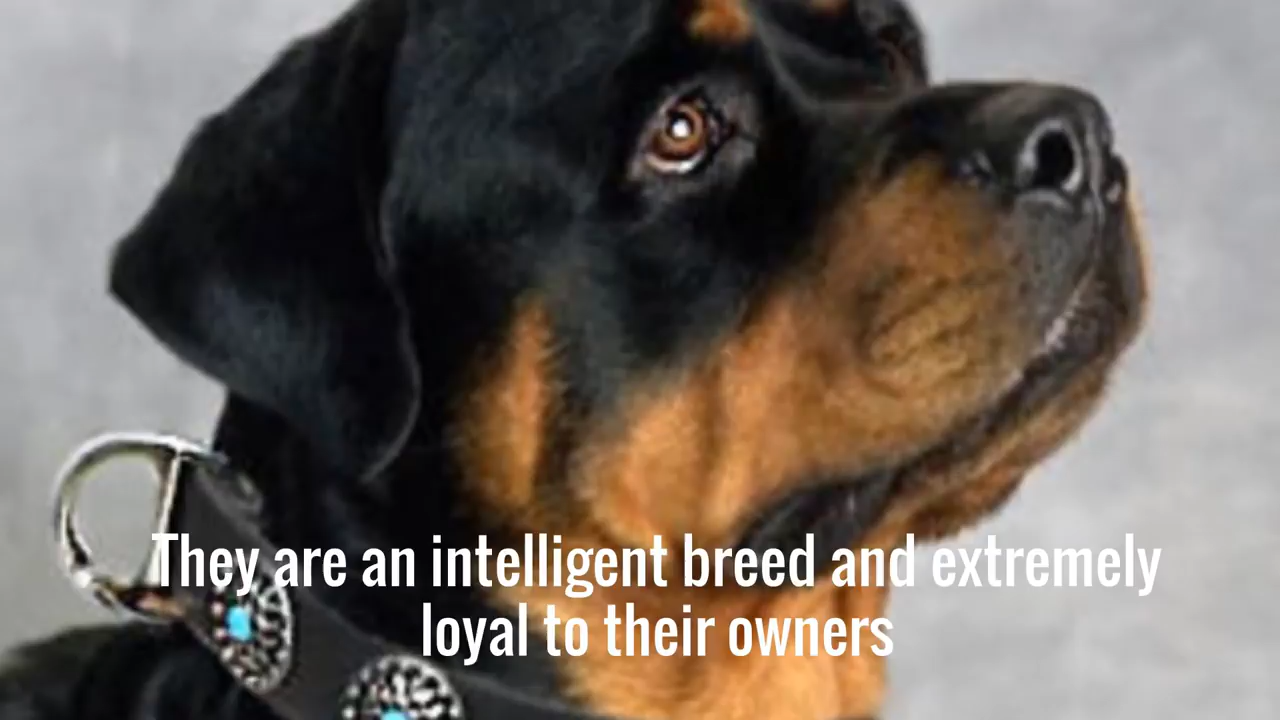 They are an intelligent breed and extremely
loyal to their owners